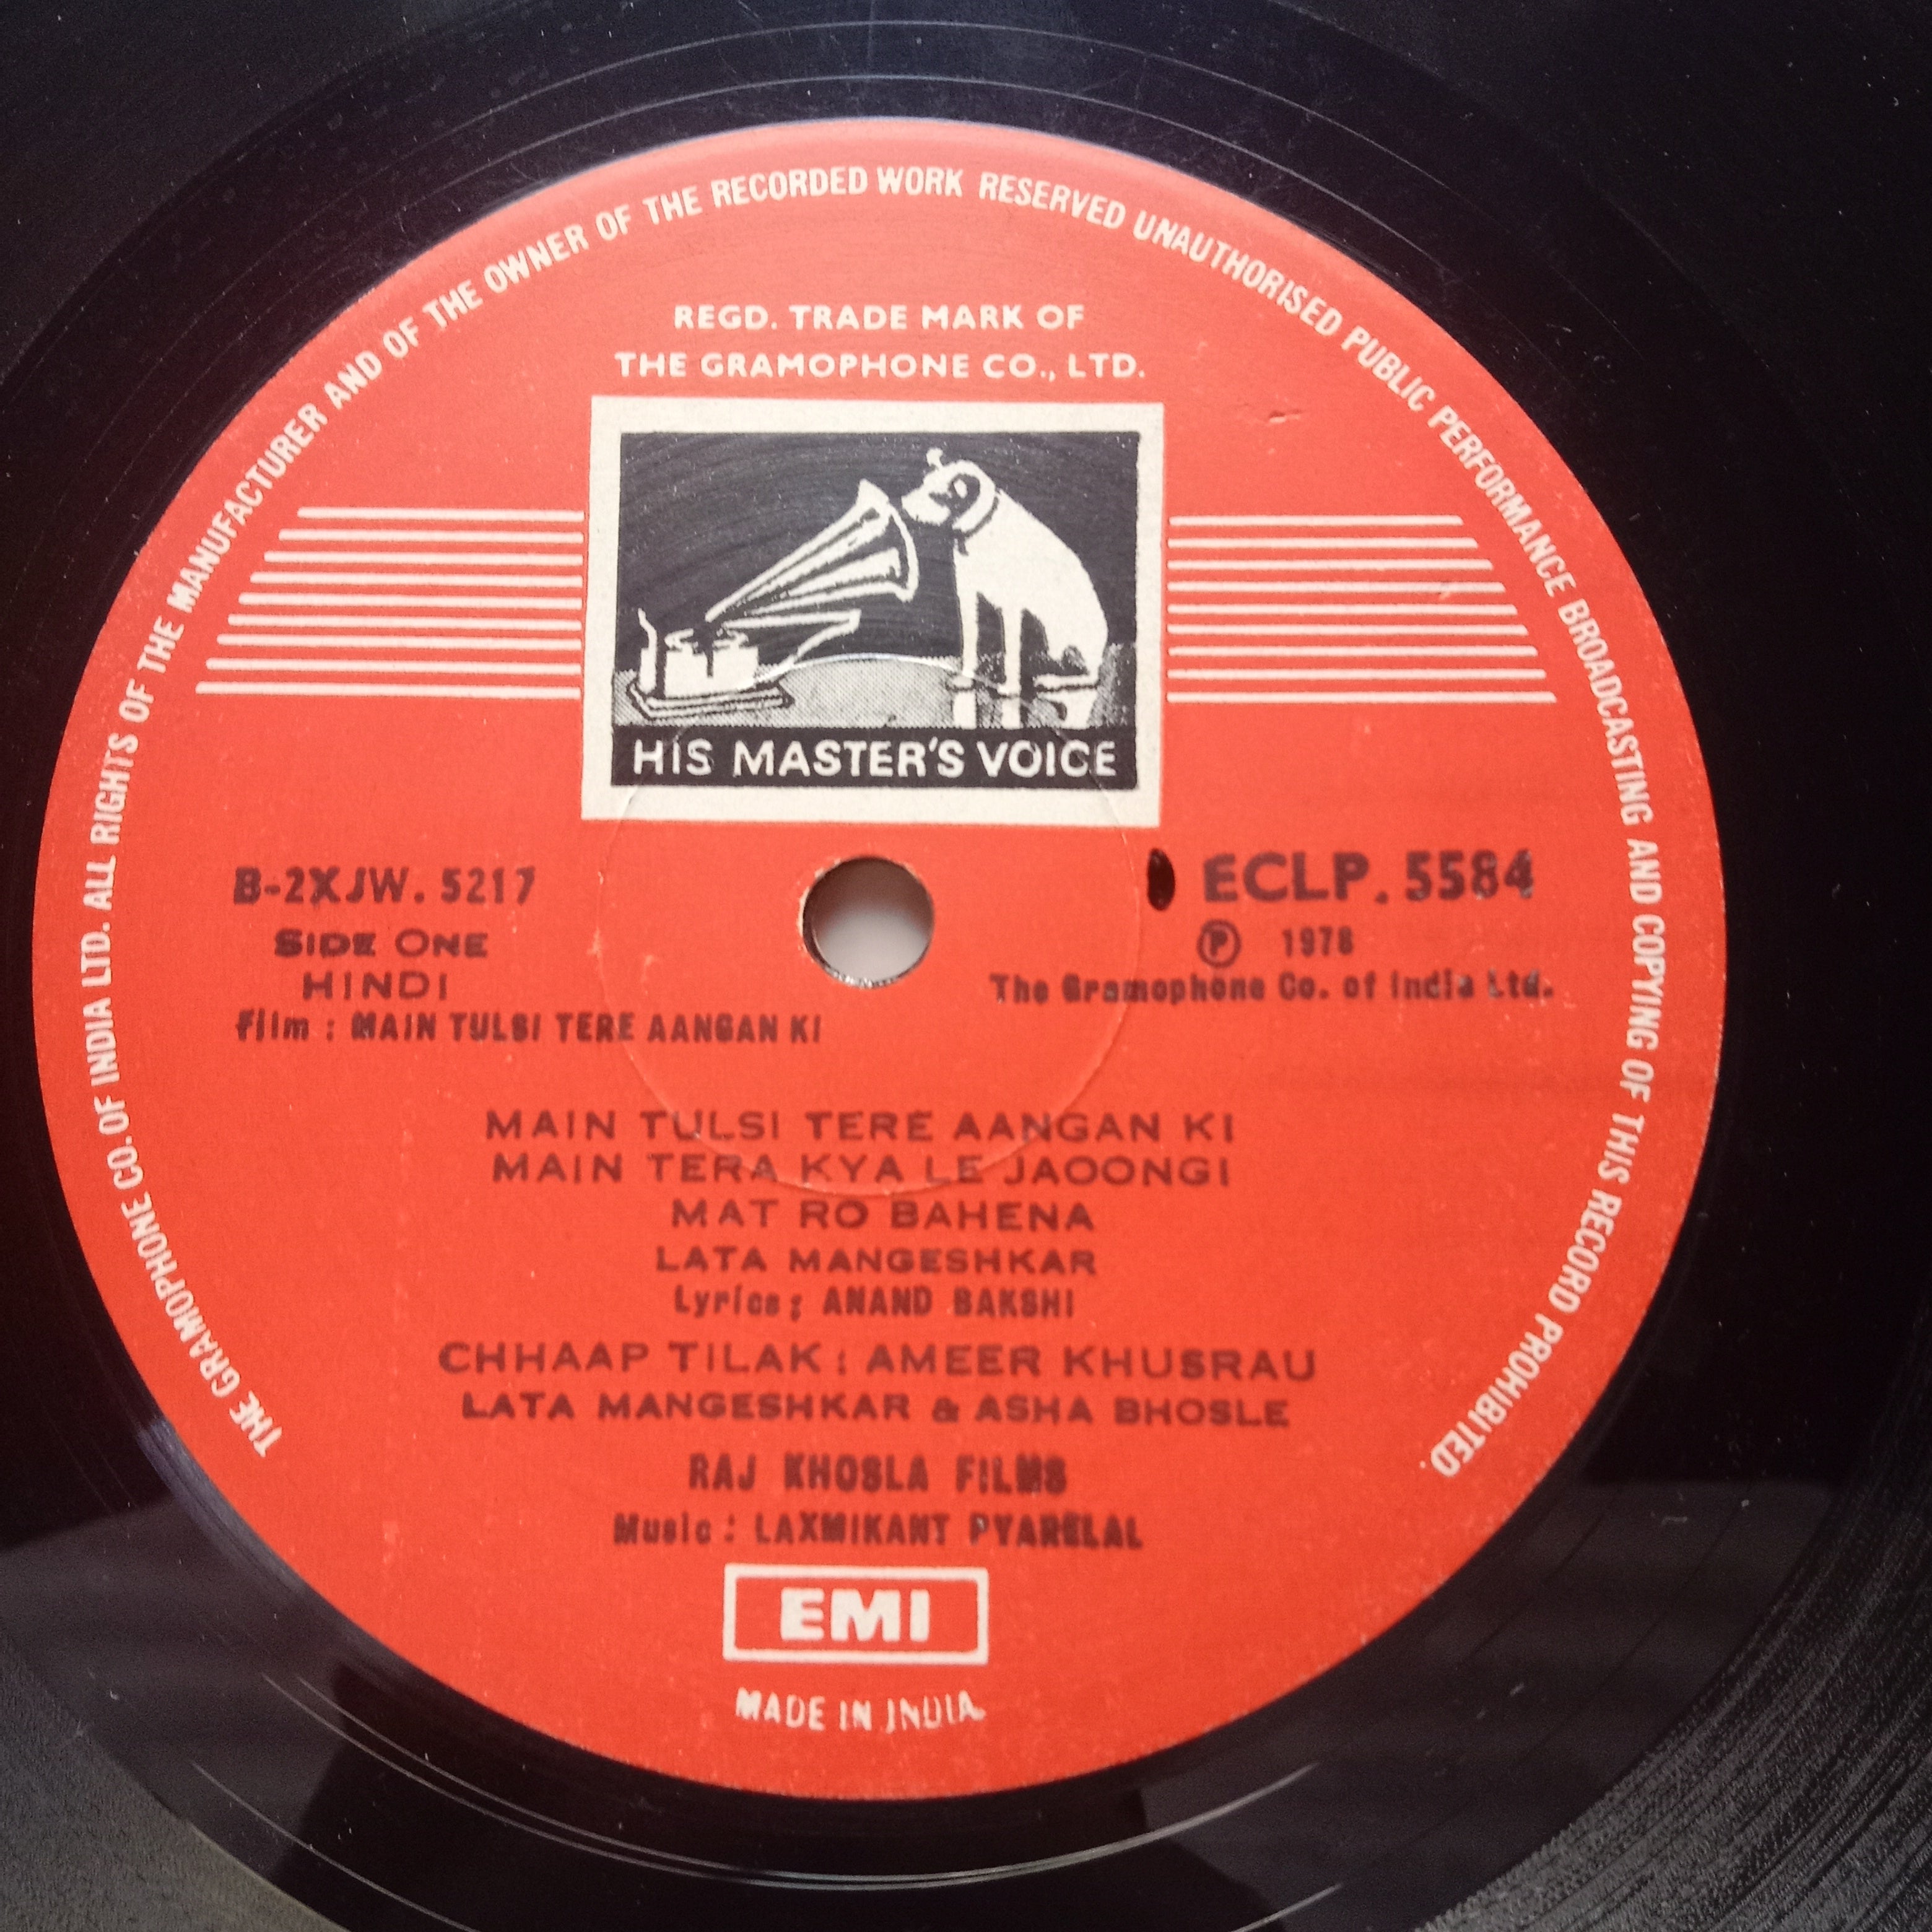 THE GRAMOPHONE CO. OF INDIA LTD. ALL RIGHTS OF THE MANUFACTURER AND OF THE OWNER OF THE RECORDED WORK RESERVED UNAUTHORISED PUBLIC PERFORMANCE BROADCASTING AND COPYING OF THIS RECORD PROHIBITED
REGD. TRADE MARK OF
THE GRAMOPHONE CO., LTD.
HIS MASTER'S VOICE
B-2XJW. 5217
SIDE ONE
HINDI
Film : MAIN TULSI TERE AANGAN KI
ECLP. 5584
Ⓟ 1978
The Gramophone Co. of India Ltd.
MAIN TULSI TERE AANGAN KI
MAIN TERA KYA LE JAOONGI
MAT RO BAHENA
LATA MANGESHKAR
Lyrics ; ANAND BAKSHI
CHHAAP TILAK : AMEER KHUSRAU
LATA MANGESHKAR & ASHA BHOSLE
RAJ KHOSLA FILMS
Music : LAXMIKANT PYARELAL
EMI
MADE IN INDIA